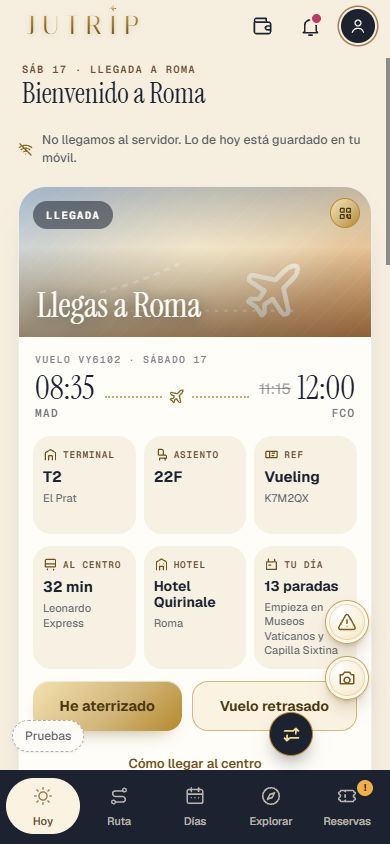 JUTRIP
SÁB 17 · LLEGADA A ROMA
Bienvenido a Roma
No llegamos al servidor. Lo de hoy está guardado en tu
móvil.
LLEGADA
Llegas a Roma
VUELO VY6102 · SÁBADO 17
08:35 11:15 12:00
MAD FCO
TERMINAL ASIENTO REF
T2 22F Vueling
El Prat K7M2QX
AL CENTRO HOTEL TU DÍA
32 min Hotel Quirinale 13 paradas
Leonardo Express Roma Empieza en
Museos
Vaticanos y
Capilla Sixtina
He aterrizado Vuelo retrasado
Pruebas
Cómo llegar al centro
!
Hoy Ruta Días Explorar Reservas